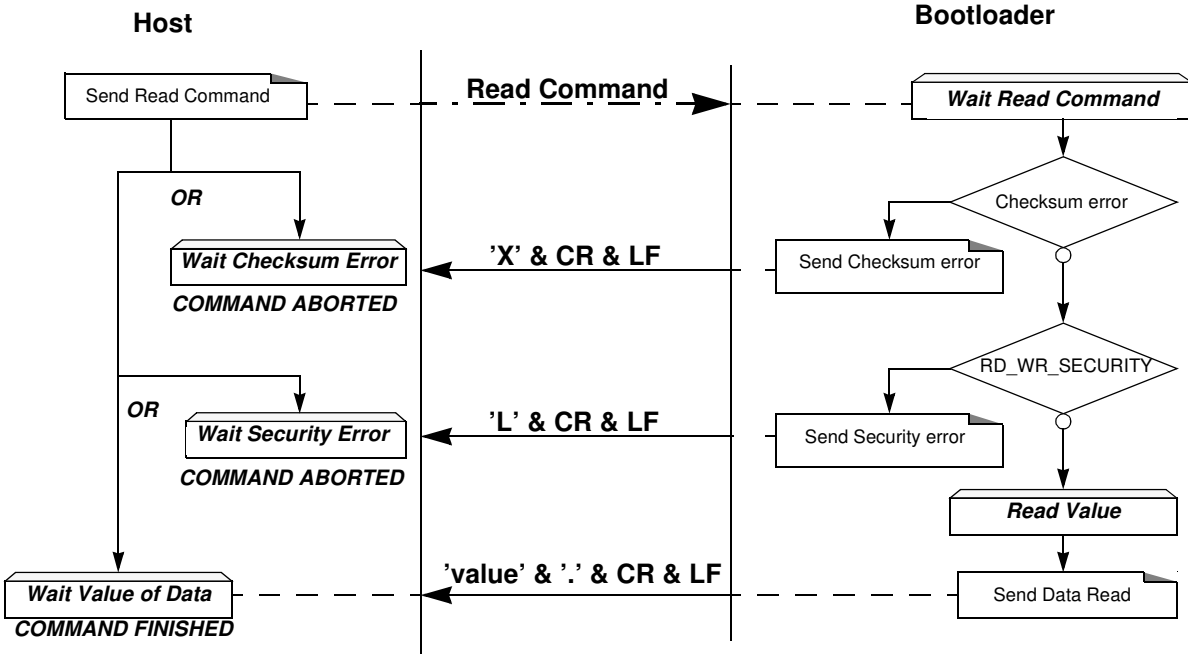 Host
Bootloader
Send Read Command
Read Command
Wait Read Command
OR
Checksum error
Wait Checksum Error
'X' & CR & LF
Send Checksum error
COMMAND ABORTED
RD_WR_SECURITY
OR
Wait Security Error
'L' & CR & LF
Send Security error
COMMAND ABORTED
Read Value
Wait Value of Data
'value' & '.' & CR & LF
Send Data Read
COMMAND FINISHED